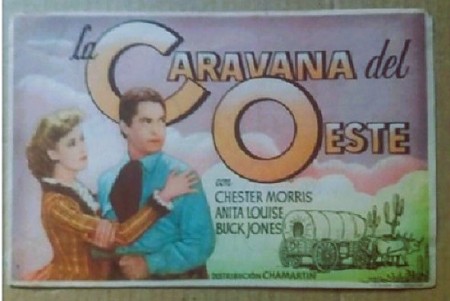 La CARAVANA del
OESTE
CON
CHESTER MORRIS
ANITA LOUISE
BUCK JONES
DISTRIBUCIÓN CHAMARTIN